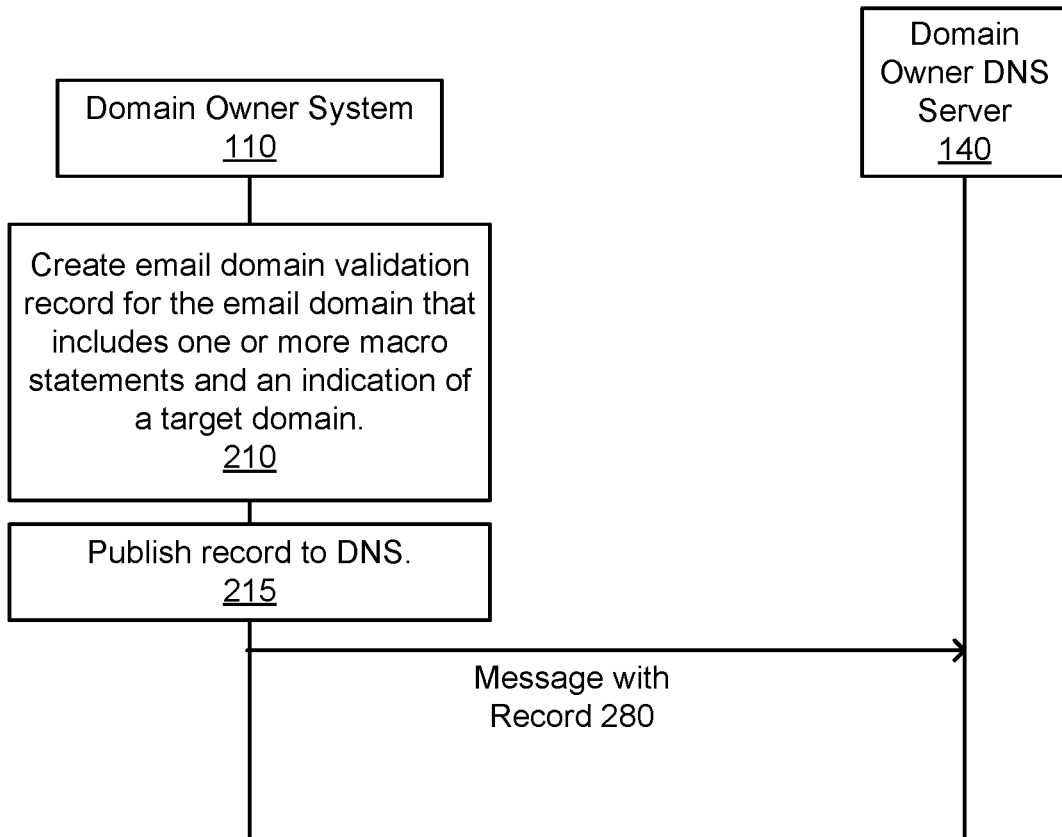 Domain
Owner DNS
Server
140
Domain Owner System
110
Create email domain validation
record for the email domain that
includes one or more macro
statements and an indication of
a target domain.
210
Publish record to DNS.
215
Message with
Record 280